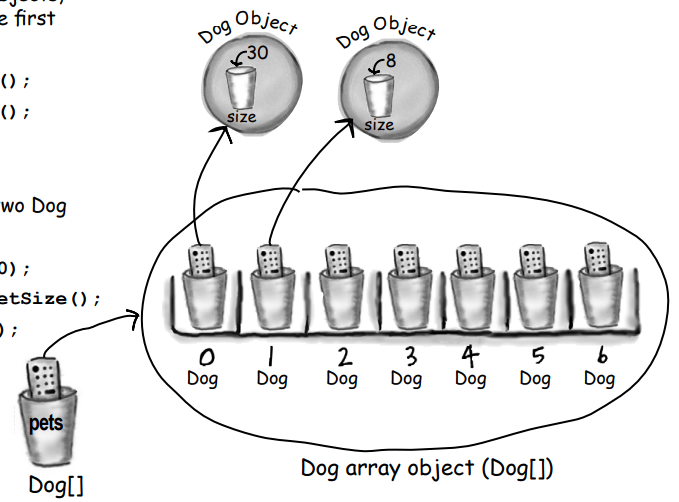 e first
();
();
Dog Object
30
size
Dog Object
8
size
wo Dog
0);
etSize();
);
pets
Dog[]
0 1 2 3 4 5 6
Dog Dog Dog Dog Dog Dog Dog
Dog array object (Dog[])